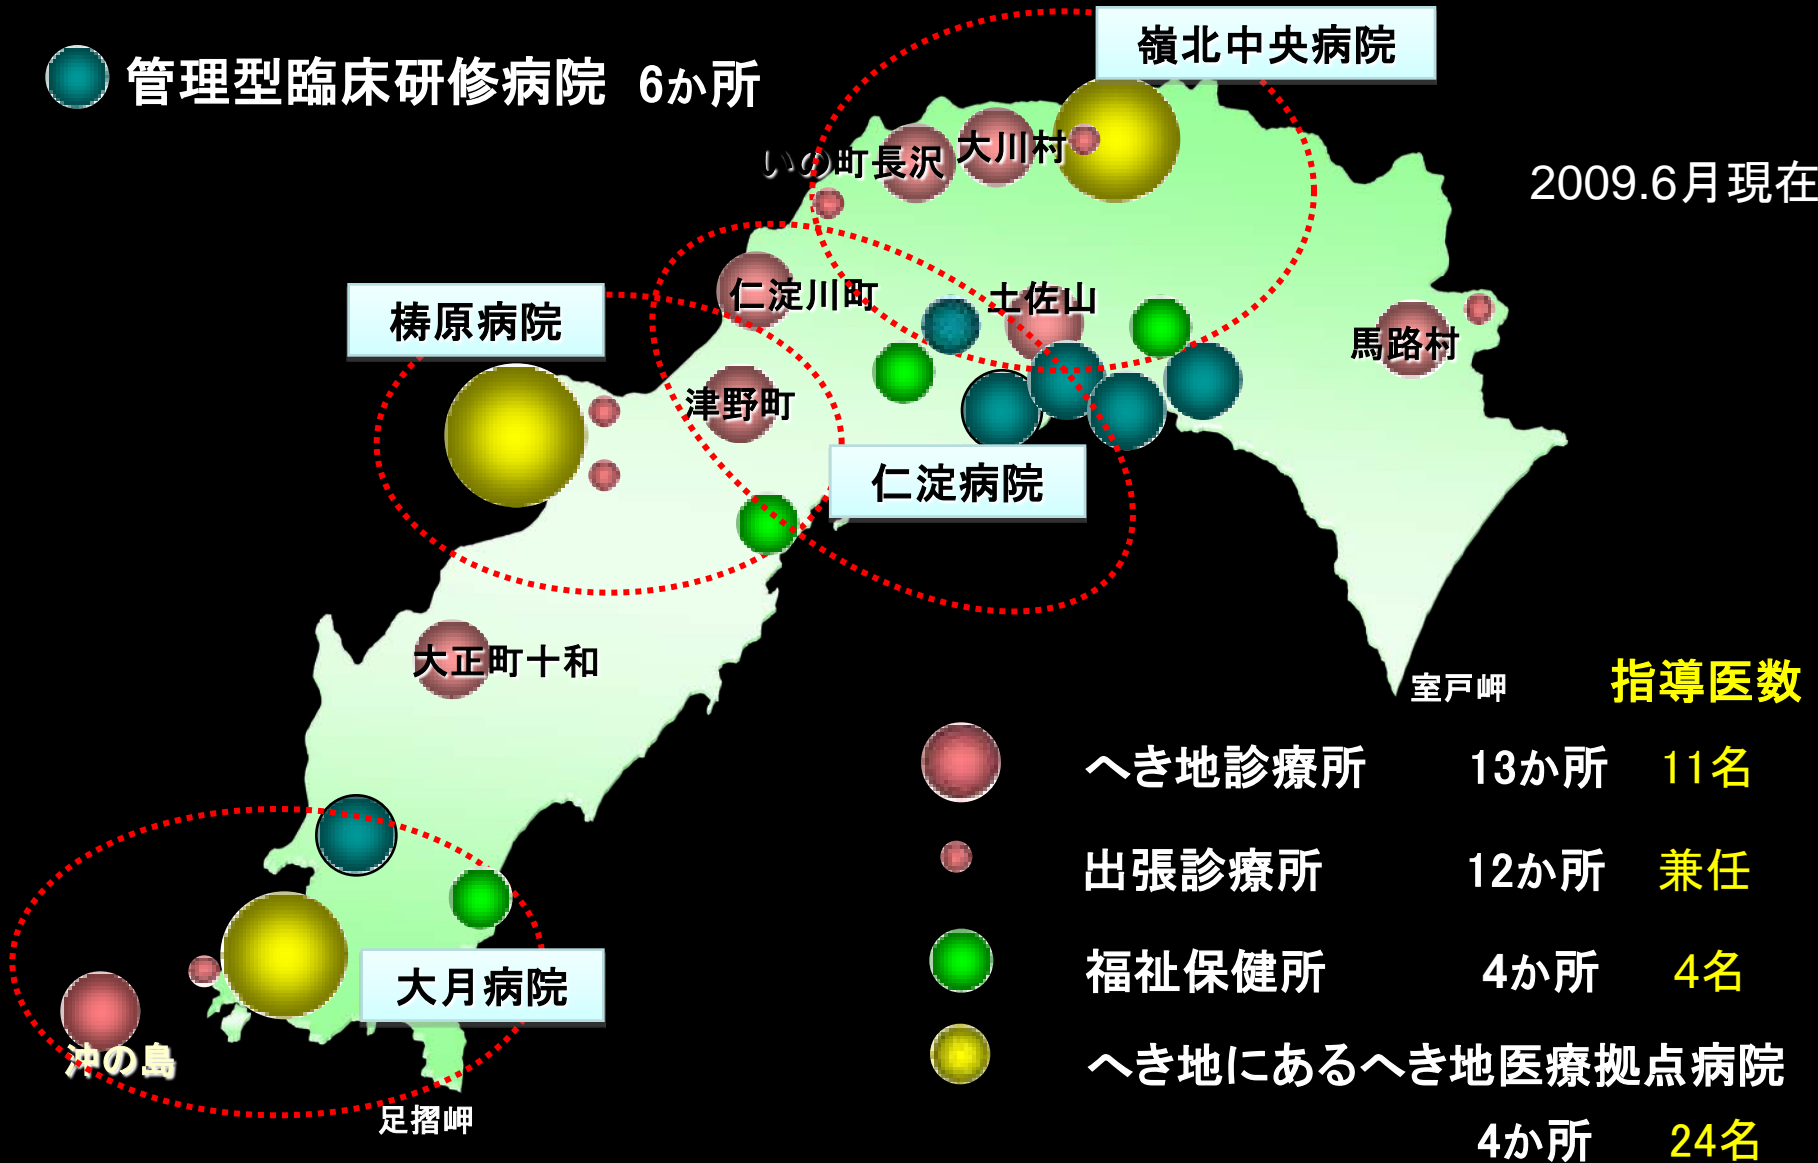 嶺北中央病院
管理型臨床研修病院 6か所
いの町長沢
大川村
2009.6月現在
仁淀川町
土佐山
梼原病院
馬路村
津野町
仁淀病院
大正町十和
室戸岬
指導医数
へき地診療所 13か所 11名
出張診療所 12か所 兼任
福祉保健所 4か所 4名
大月病院
沖の島
へき地にあるへき地医療拠点病院
足摺岬
4か所 24名